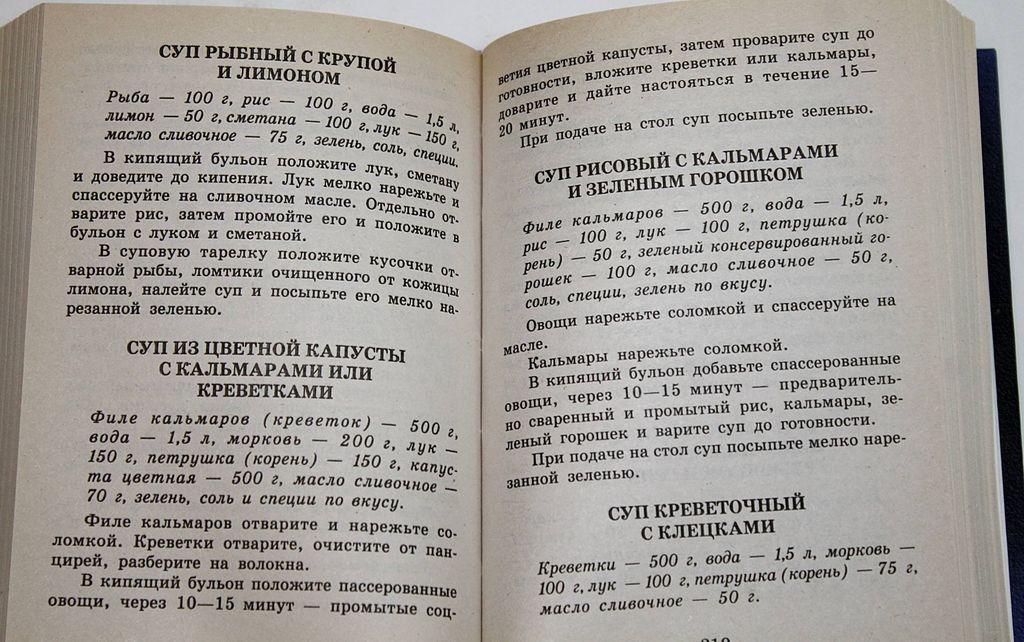 СУП РЫБНЫЙ С КРУПОЙ
И ЛИМОНОМ
Рыба — 100 г, рис — 100 г, вода — 1,5 л,
лимон — 50 г, сметана — 100 г, лук — 150 г,
масло сливочное — 75 г, зелень, соль, специи.
В кипящий бульон положите лук, сметану
и доведите до кипения. Лук мелко нарежьте и
спассеруйте на сливочном масле. Отдельно от-
варите рис, затем промойте его и положите в
бульон с луком и сметаной.
В суповую тарелку положите кусочки от-
варной рыбы, ломтики очищенного от кожицы
лимона, налейте суп и посыпьте его мелко на-
резанной зеленью.
СУП ИЗ ЦВЕТНОЙ КАПУСТЫ
С КАЛЬМАРАМИ ИЛИ
КРЕВЕТКАМИ
Филе кальмаров (креветок) — 500 г,
вода — 1,5 л, морковь — 200 г, лук —
150 г, петрушка (корень) — 150 г, капус-
та цветная — 500 г, масло сливочное —
70 г, зелень, соль и специи по вкусу.
Филе кальмаров отварите и нарежьте со-
ломкой. Креветки отварите, очистите от пан-
цирей, разберите на волокна.
В кипящий бульон положите пассерованные
овощи, через 10—15 минут — промытые соц-
ветия цветной капусты, затем проварите суп до
готовности, вложите креветки или кальмары,
доварите и дайте настояться в течение 15—
20 минут.
При подаче на стол суп посыпьте зеленью.
СУП РИСОВЫЙ С КАЛЬМАРАМИ
И ЗЕЛЕНЫМ ГОРОШКОМ
Филе кальмаров — 500 г, вода — 1,5 л,
рис — 100 г, лук — 100 г, петрушка (ко-
рень) — 50 г, зеленый консервированный го-
рошек — 100 г, масло сливочное — 50 г,
соль, специи, зелень по вкусу.
Овощи нарежьте соломкой и спассеруйте на
масле.
Кальмары нарежьте соломкой.
В кипящий бульон добавьте спассерованные
овощи, через 10—15 минут — предваритель-
но сваренный и промытый рис, кальмары, зе-
леный горошек и варите суп до готовности.
При подаче на стол суп посыпьте мелко наре-
занной зеленью.
СУП КРЕВЕТОЧНЫЙ
С КЛЕЦКАМИ
Креветки — 500 г, вода — 1,5 л, морковь —
100 г, лук — 100 г, петрушка (корень) — 75 г,
масло сливочное — 50 г.